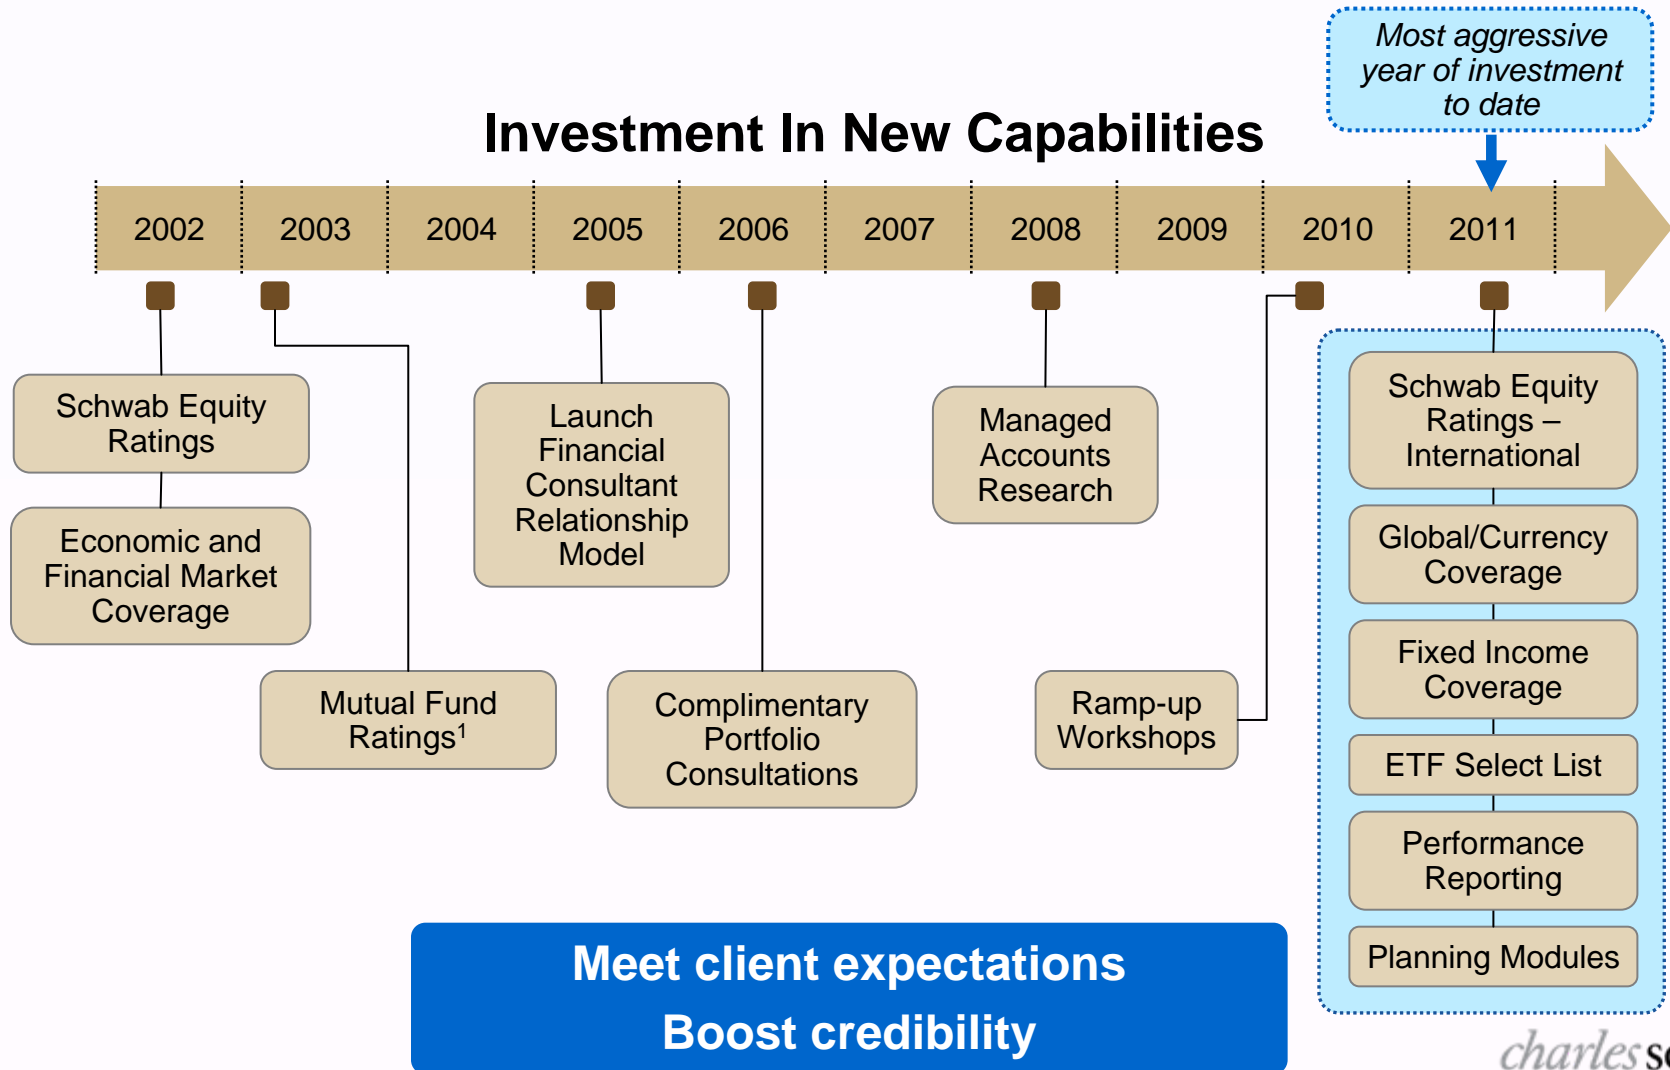 Most aggressive
year of investment
to date
Investment In New Capabilities
2002
2003
2004
2005
2006
2007
2008
2009
2010
2011
Schwab Equity
Ratings
Economic and
Financial Market
Coverage
Mutual Fund
Ratings¹
Launch
Financial
Consultant
Relationship
Model
Complimentary
Portfolio
Consultations
Managed
Accounts
Research
Ramp-up
Workshops
Schwab Equity
Ratings –
International
Global/Currency
Coverage
Fixed Income
Coverage
ETF Select List
Performance
Reporting
Planning Modules
Meet client expectations
Boost credibility
charles